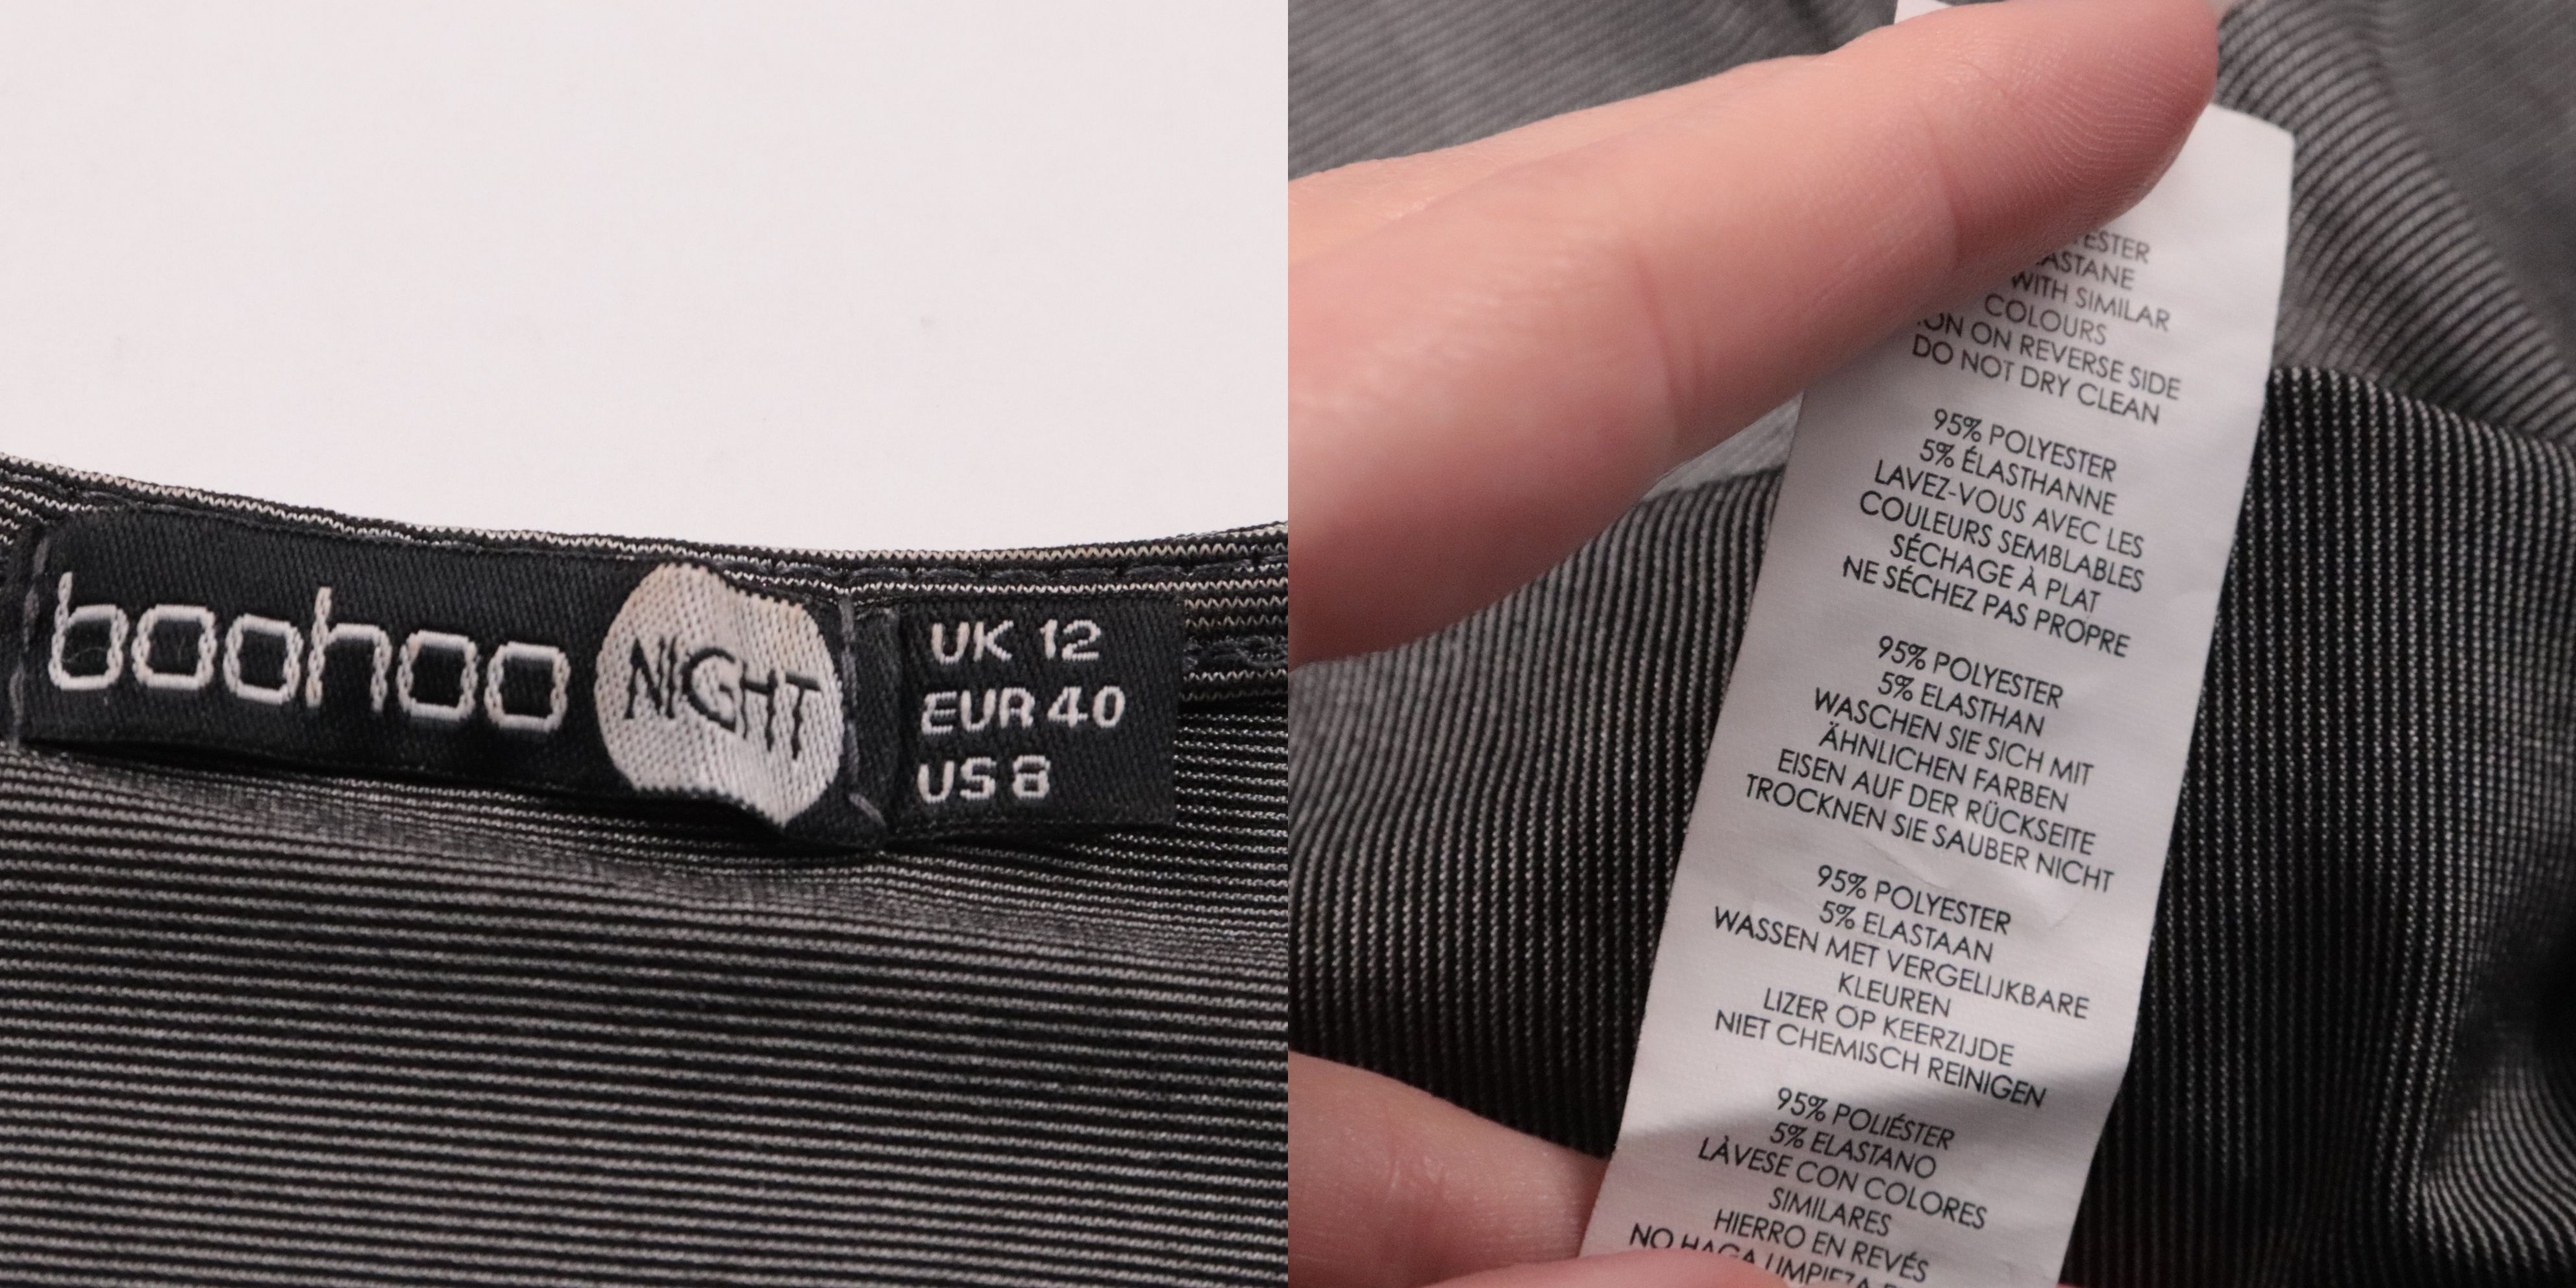 boohoo NIGHT
UK 12
EUR 40
US 8
WITH SIMILAR
COLOURS
ON REVERSE SIDE
DO NOT DRY CLEAN
95% POLYESTER
5% ÉLASTHANNE
LAVEZ-VOUS AVEC LES
COULEURS SEMBLABLES
SÉCHAGE À PLAT
NE SÉCHEZ PAS PROPRE
95% POLYESTER
5% ELASTHAN
WASCHEN SIE SICH MIT
ÄHNLICHEN FARBEN
EISEN AUF DER RÜCKSEITE
TROCKNEN SIE SAUBER NICHT
95% POLYESTER
5% ELASTAAN
WASSEN MET VERGELIJKBARE
KLEUREN
LIZER OP KEERZIJDE
NIET CHEMISCH REINIGEN
95% POLIÉSTER
5% ELASTANO
LÀVESE CON COLORES
SIMILARES
HIERRO EN REVÉS
NO HAGA LIMPIEZA